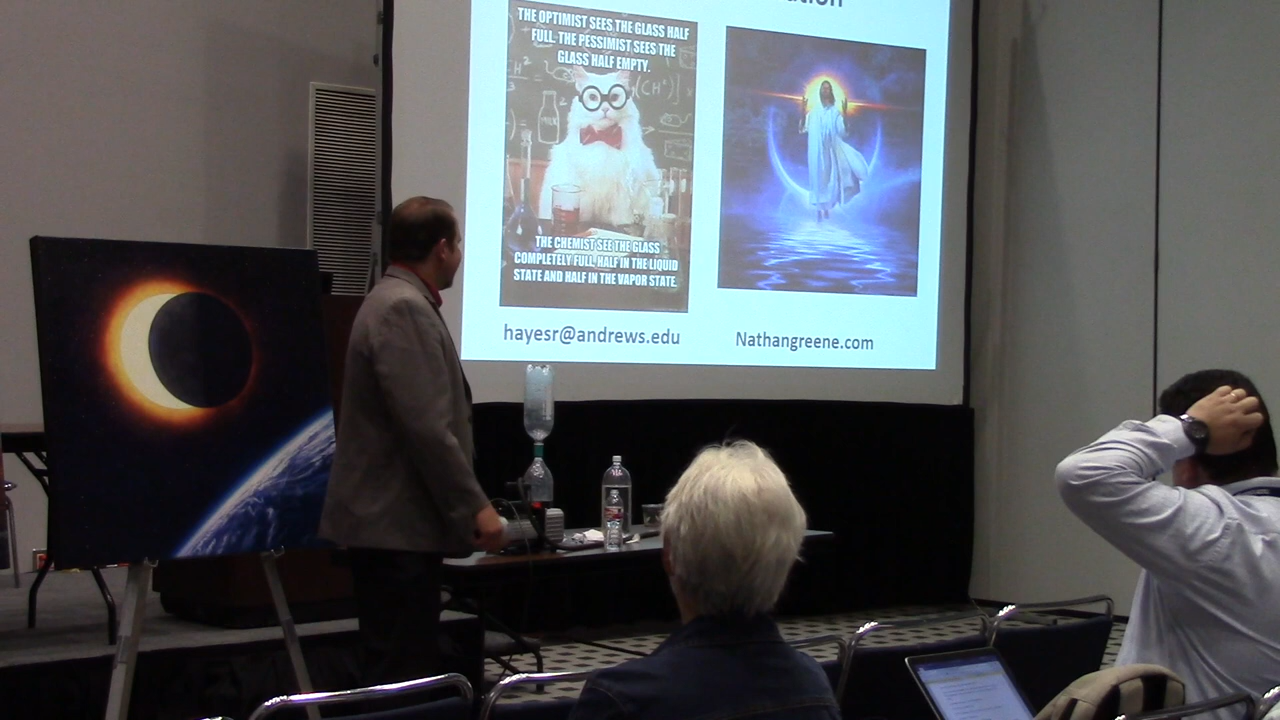 THE OPTIMIST SEES THE GLASS HALF
FULL. THE PESSIMIST SEES THE
GLASS HALF EMPTY.
MILK
THE CHEMIST SEE THE GLASS
COMPLETELY FULL, HALF IN THE LIQUID
STATE AND HALF IN THE VAPOR STATE.
hayesr@andrews.edu
Nathangreene.com